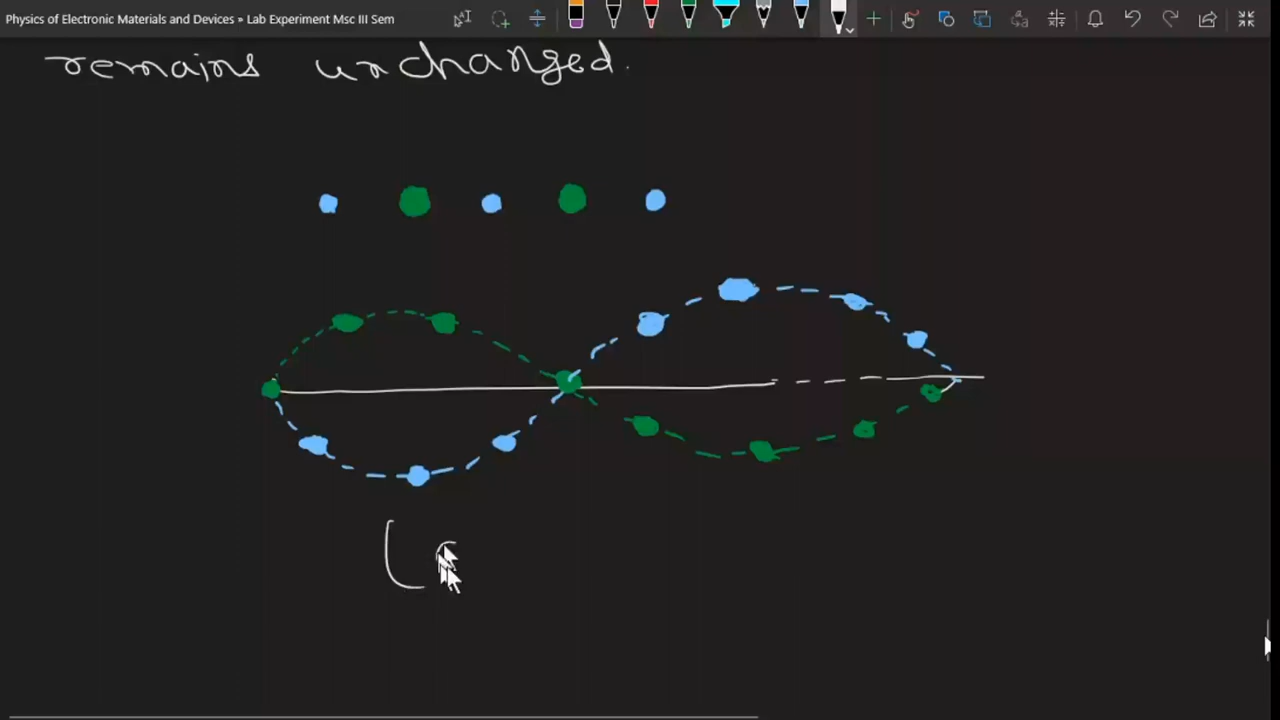 Physics of Electronic Materials and Devices » Lab Experiment Msc III Sem
remains unchanged.